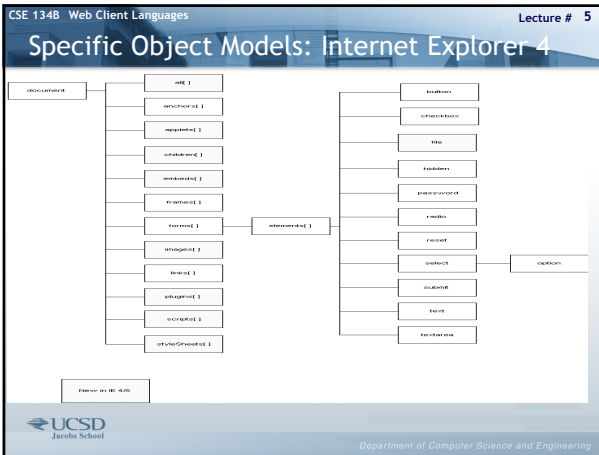 CSE 134B Web Client Languages
Lecture # 5
Specific Object Models: Internet Explorer 4
document
all[ ]
anchors[ ]
applets[ ]
children[ ]
embeds[ ]
frames[ ]
forms[ ]
images[ ]
links[ ]
plugins[ ]
scripts[ ]
styleSheets[ ]
elements[ ]
button
checkbox
file
hidden
password
radio
reset
select
submit
text
textarea
option
New in IE 4/5
UCSD
Jacobs School
Department of Computer Science and Engineering